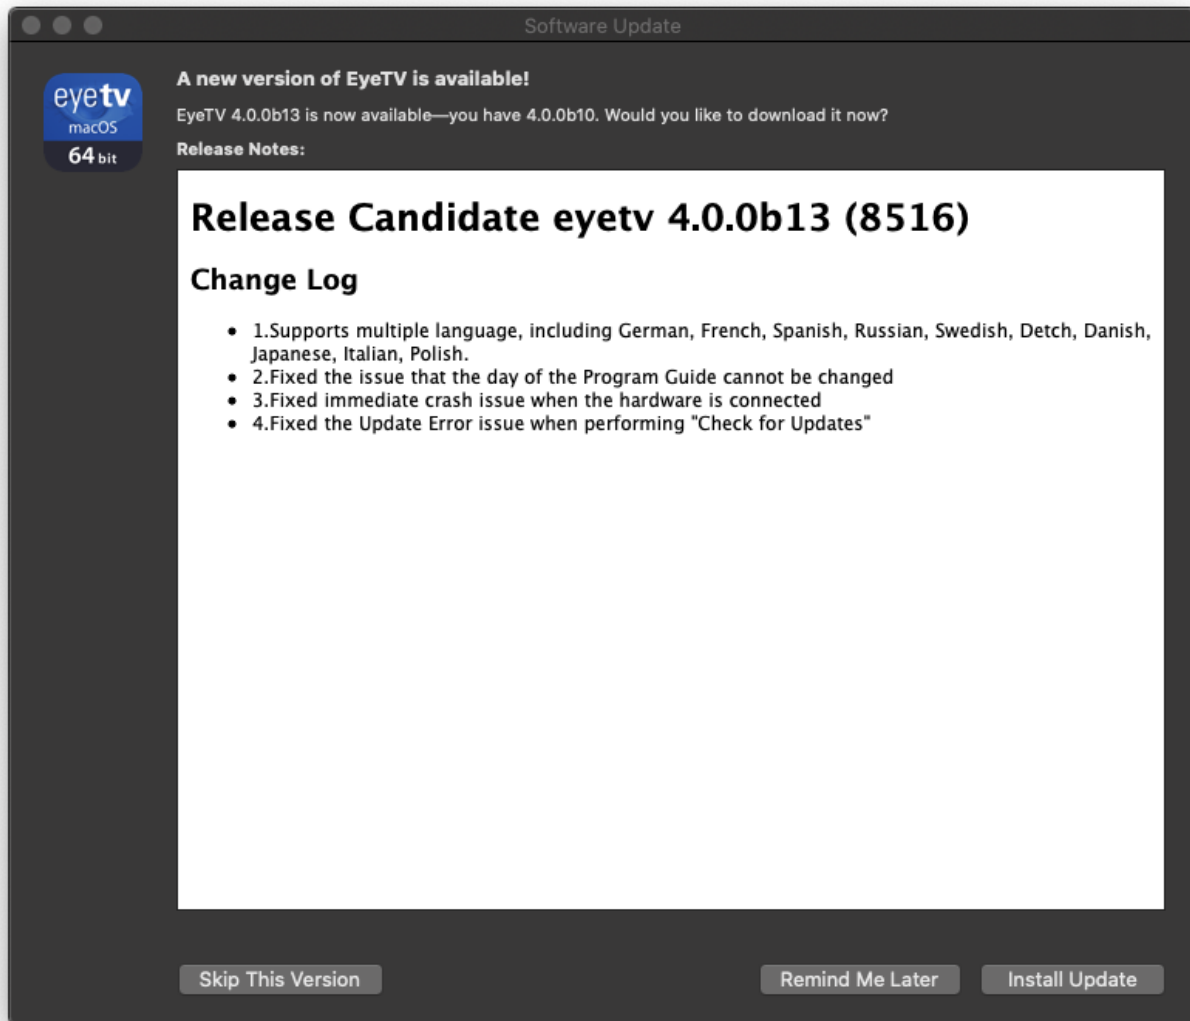 Software Update
eyetv
macOS
64 bit
A new version of EyeTV is available!
EyeTV 4.0.0b13 is now available—you have 4.0.0b10. Would you like to download it now?
Release Notes:
Release Candidate eyetv 4.0.0b13 (8516)
Change Log
• 1.Supports multiple language, including German, French, Spanish, Russian, Swedish, Detch, Danish,
Japanese, Italian, Polish.
• 2.Fixed the issue that the day of the Program Guide cannot be changed
• 3.Fixed immediate crash issue when the hardware is connected
• 4.Fixed the Update Error issue when performing "Check for Updates"
Skip This Version
Remind Me Later
Install Update